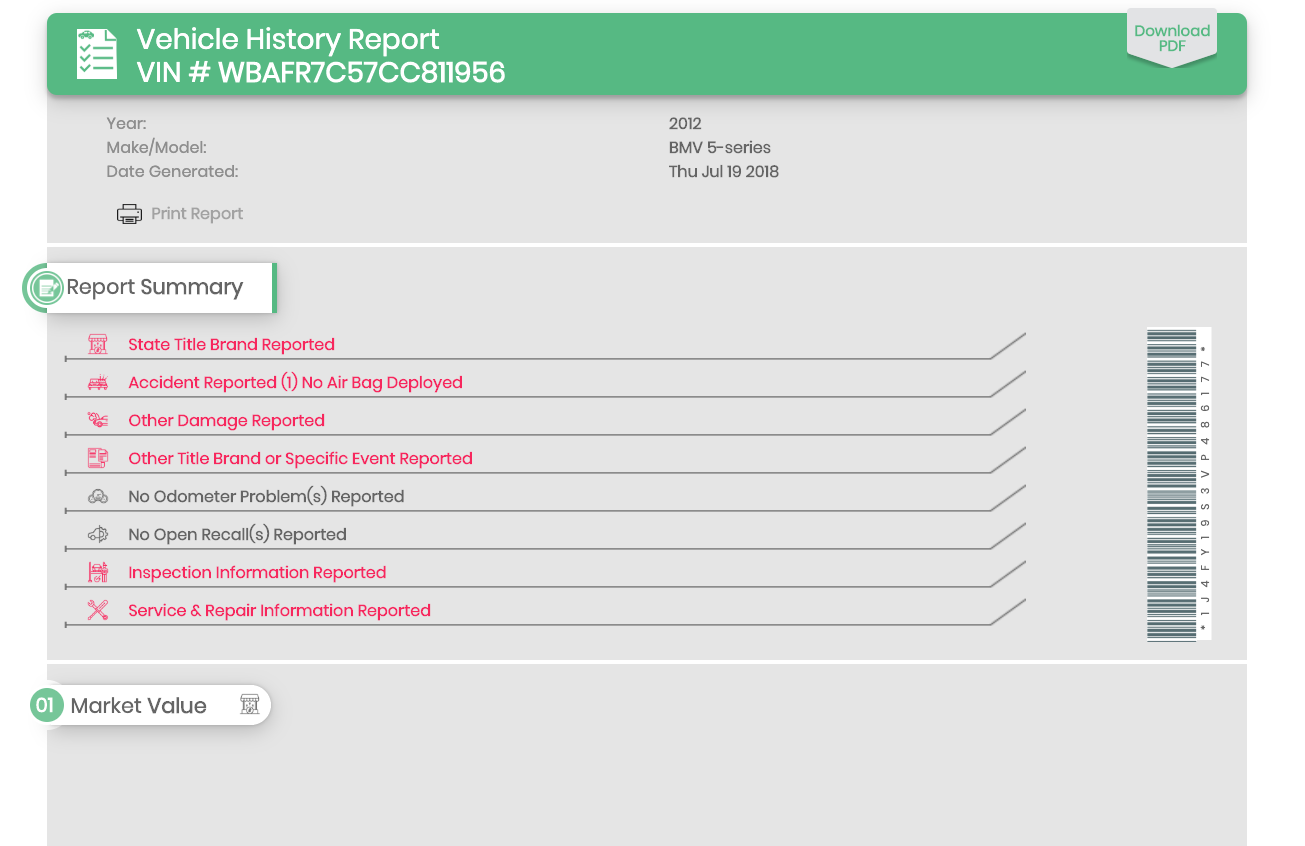 Vehicle History Report
VIN # WBAFR7C57CC811956
Download
PDF
Year: 2012
Make/Model: BMV 5-series
Date Generated: Thu Jul 19 2018
Print Report
Report Summary
State Title Brand Reported
Accident Reported (1) No Air Bag Deployed
Other Damage Reported
Other Title Brand or Specific Event Reported
No Odometer Problem(s) Reported
No Open Recall(s) Reported
Inspection Information Reported
Service & Repair Information Reported
*1J4FY19S3VP486177*
01 Market Value